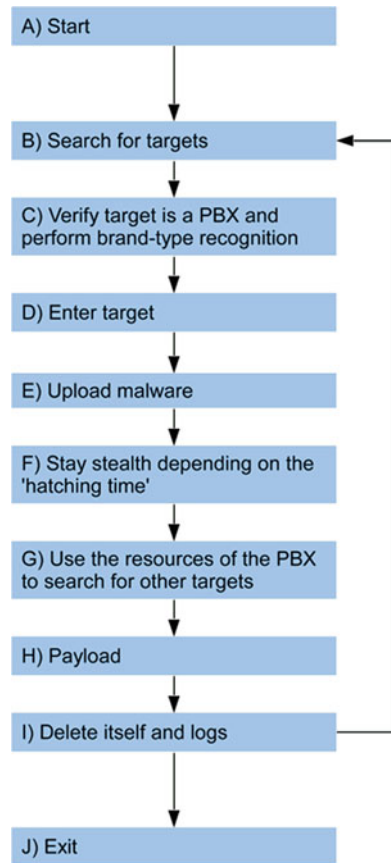 A) Start
B) Search for targets
C) Verify target is a PBX and
perform brand-type recognition
D) Enter target
E) Upload malware
F) Stay stealth depending on the
'hatching time'
G) Use the resources of the PBX
to search for other targets
H) Payload
I) Delete itself and logs
J) Exit